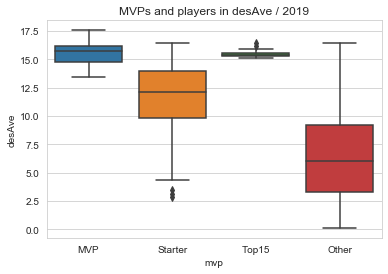 MVPs and players in desAve / 2019
17.5
15.0
12.5
10.0
7.5
5.0
2.5
0.0
desAve
MVP Starter Top15 Other
mvp